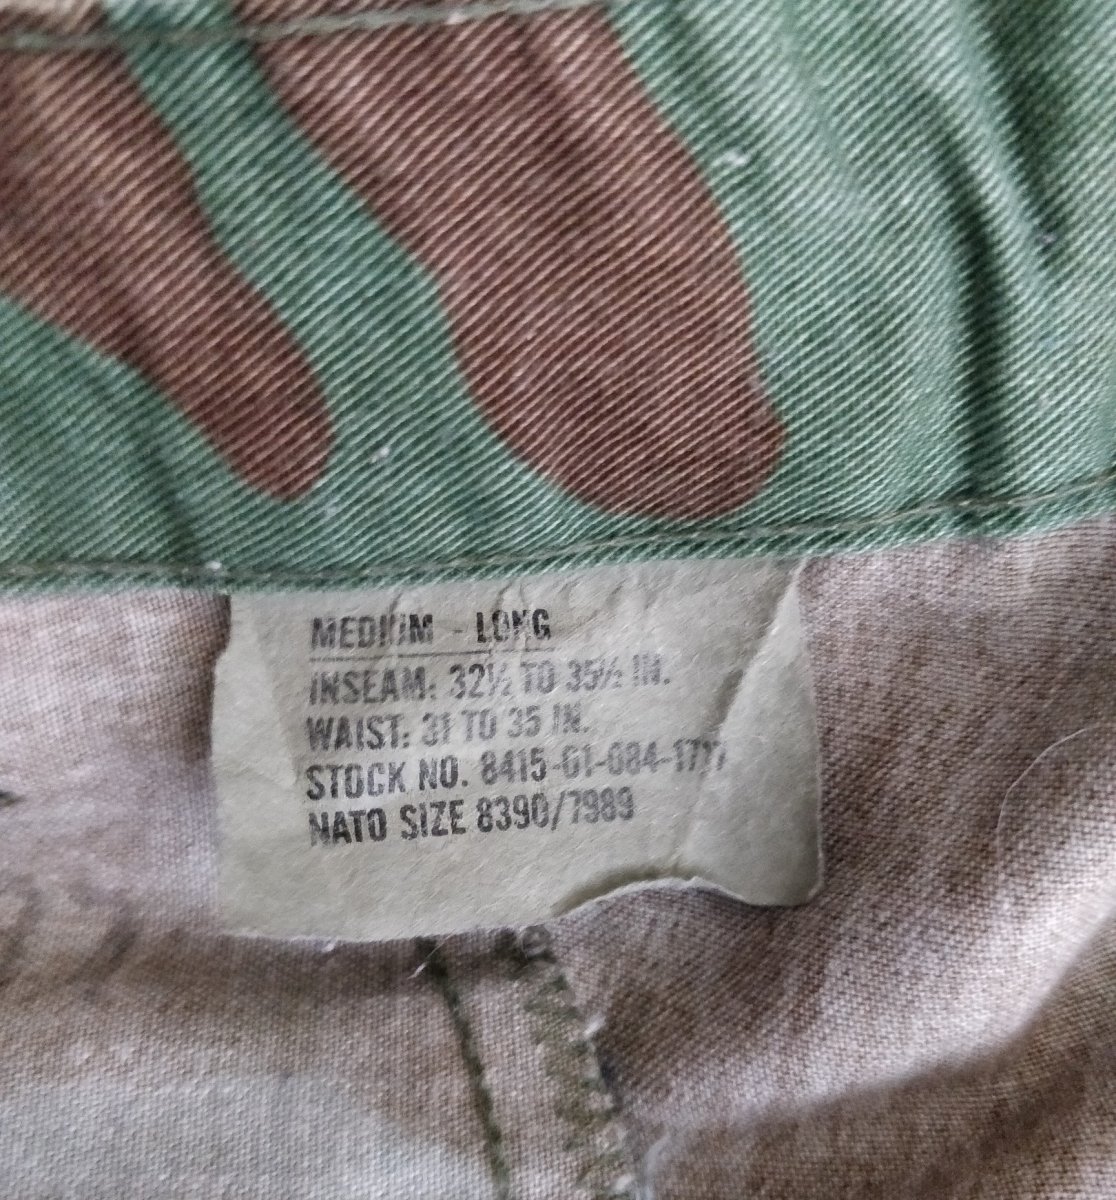 MEDIUM - LONG
INSEAM: 32½ TO 35½ IN.
WAIST: 31 TO 35 IN.
STOCK NO. 8415-01-084-1717
NATO SIZE 8390/7989